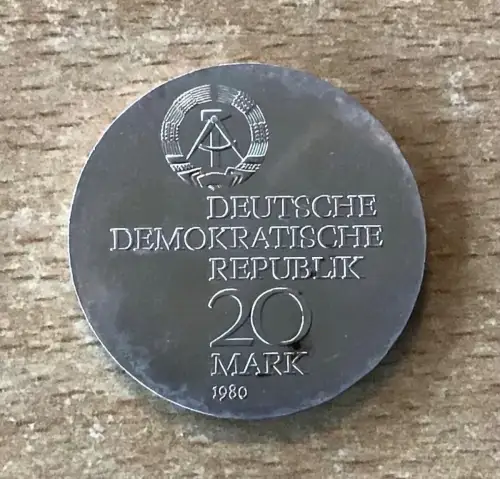 DEUTSCHE
DEMOKRATISCHE
REPUBLIK
20
MARK
1980